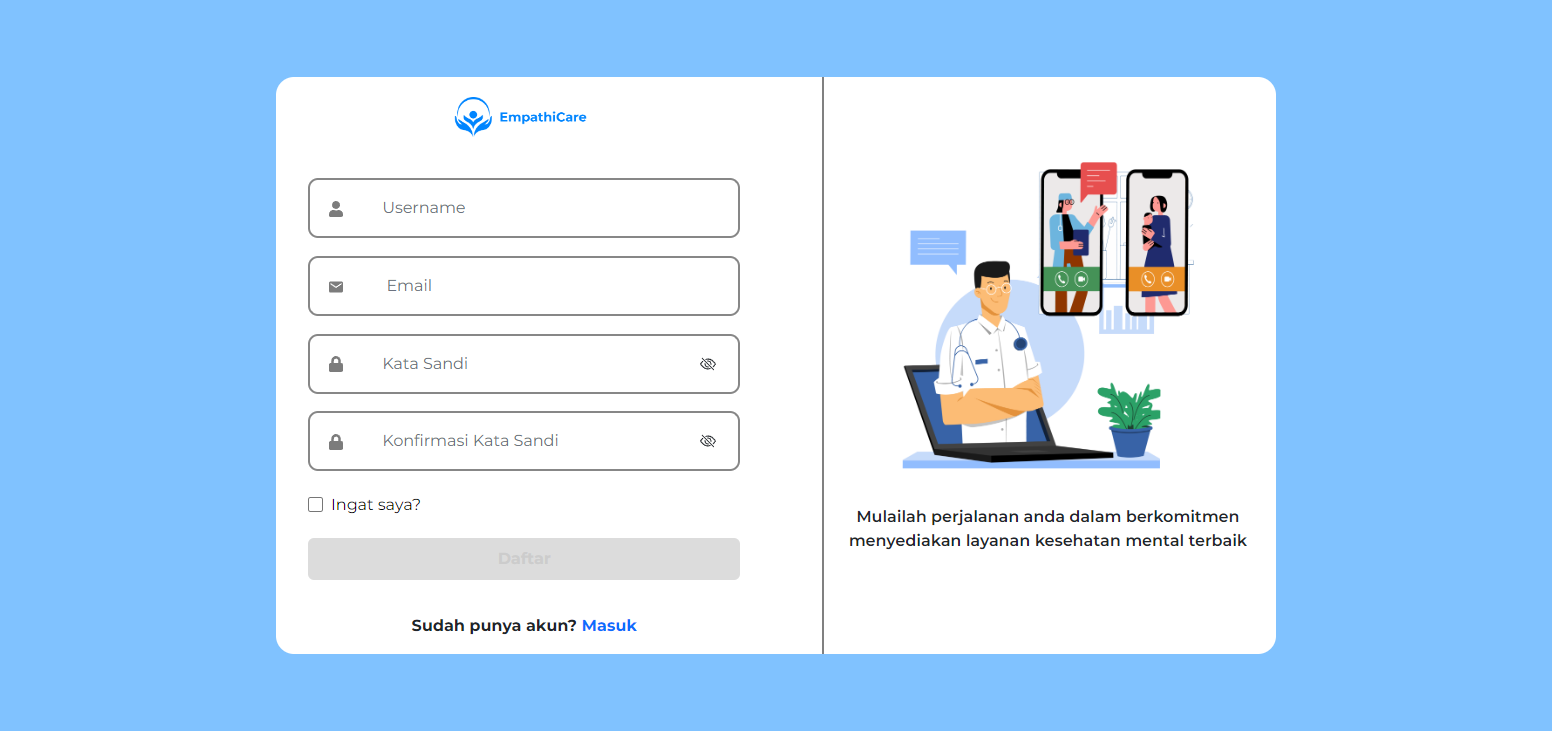 EmpathiCare
Username
Email
Kata Sandi
Konfirmasi Kata Sandi
Ingat saya?
Daftar
Sudah punya akun? Masuk
Mulailah perjalanan anda dalam berkomitmen
menyediakan layanan kesehatan mental terbaik